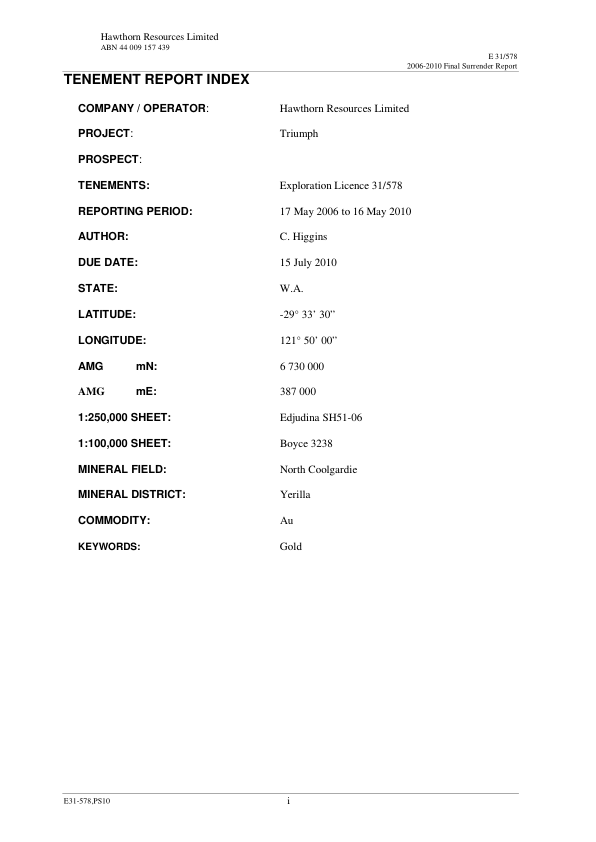 Hawthorn Resources Limited
ABN 44 009 157 439
E 31/578
2006-2010 Final Surrender Report
TENEMENT REPORT INDEX
COMPANY / OPERATOR: Hawthorn Resources Limited
PROJECT: Triumph
PROSPECT:
TENEMENTS: Exploration Licence 31/578
REPORTING PERIOD: 17 May 2006 to 16 May 2010
AUTHOR: C. Higgins
DUE DATE: 15 July 2010
STATE: W.A.
LATITUDE: -29° 33’ 30”
LONGITUDE: 121° 50’ 00”
AMG mN: 6 730 000
AMG mE: 387 000
1:250,000 SHEET: Edjudina SH51-06
1:100,000 SHEET: Boyce 3238
MINERAL FIELD: North Coolgardie
MINERAL DISTRICT: Yerilla
COMMODITY: Au
KEYWORDS: Gold
E31-578,PS10 i